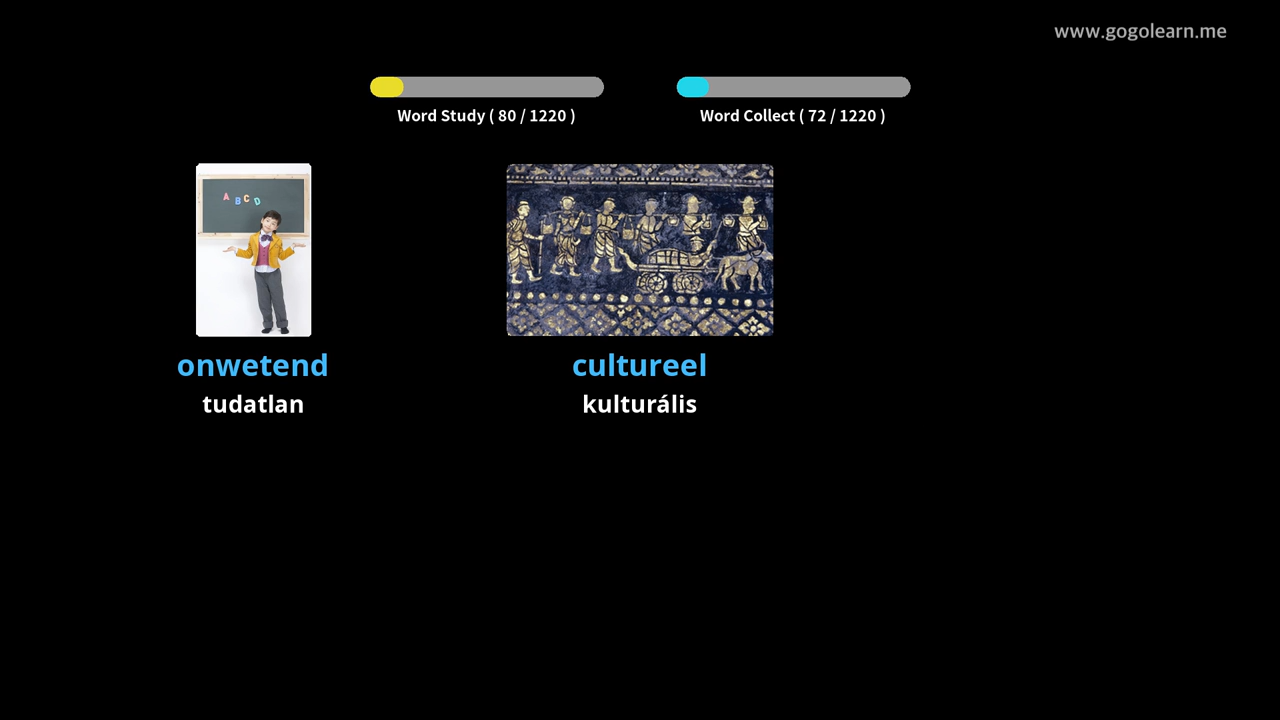 www.gogolearn.me
Word Study ( 80 / 1220 )
Word Collect ( 72 / 1220 )
A B C D
onwetend
tudatlan
cultureel
kulturális